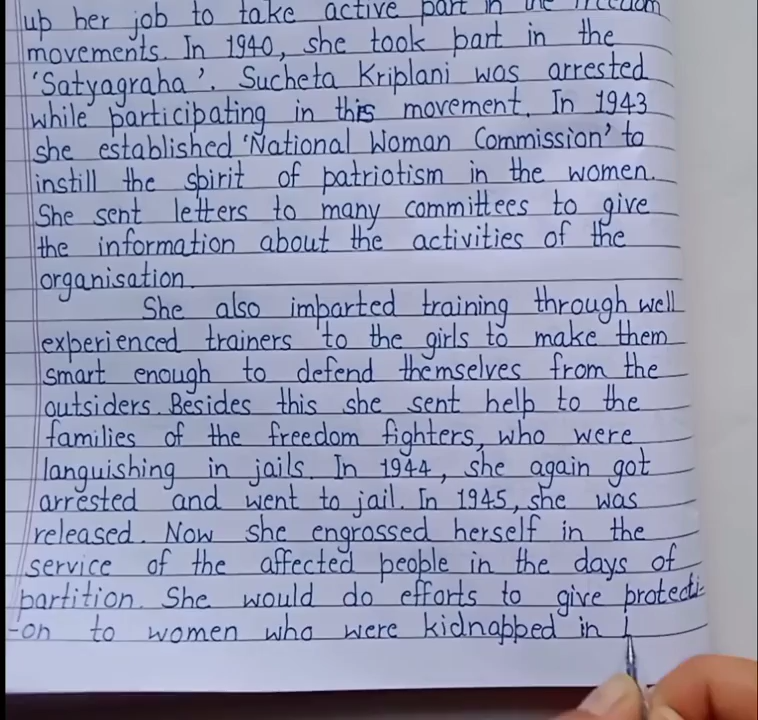 up her job to take active part in the freedom
movements. In 1940, she took part in the
'Satyagraha'. Sucheta Kriplani was arrested
while participating in this movement. In 1943
she established 'National Woman Commission' to
instill the spirit of patriotism in the women.
She sent letters to many committees to give
the information about the activities of the
organisation.
She also imparted training through well
experienced trainers to the girls to make them
smart enough to defend themselves from the
outsiders. Besides this she sent help to the
families of the freedom fighters, who were
languishing in jails. In 1944, she again got
arrested and went to jail. In 1945, she was
released. Now she engrossed herself in the
service of the affected people in the days of
partition. She would do efforts to give protecti-
-on to women who were kidnapped in